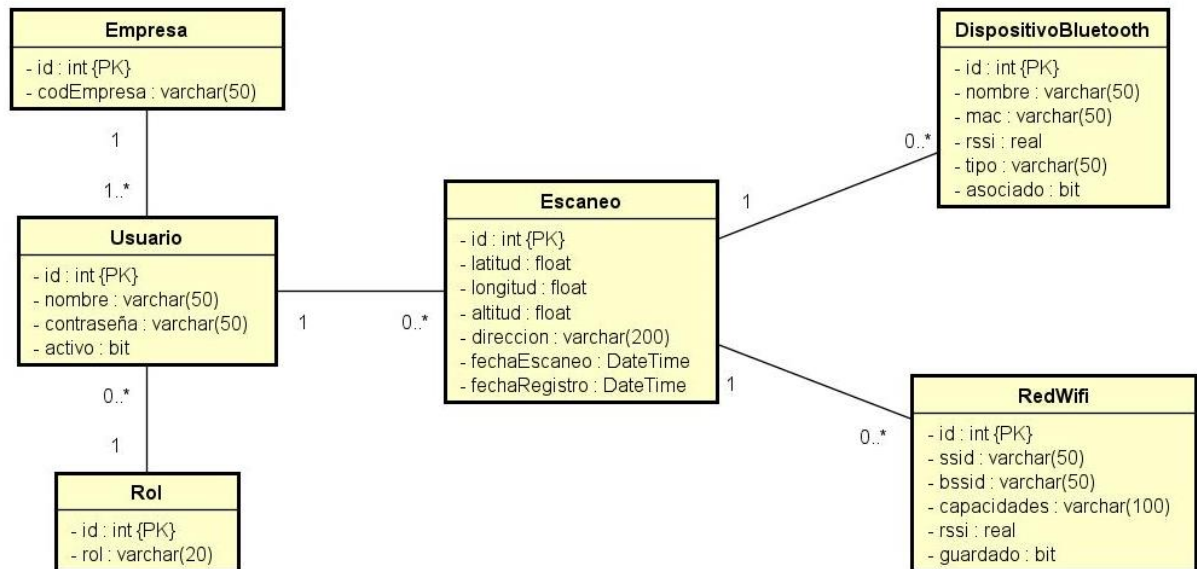 Empresa
- id : int {PK}
- codEmpresa : varchar(50)
1
1..*
Usuario
- id : int {PK}
- nombre : varchar(50)
- contraseña : varchar(50)
- activo : bit
0..*
1
Rol
- id : int {PK}
- rol : varchar(20)
1
0..*
Escaneo
- id : int {PK}
- latitud : float
- longitud : float
- altitud : float
- direccion : varchar(200)
- fechaEscaneo : DateTime
- fechaRegistro : DateTime
1
0..*
DispositivoBluetooth
- id : int {PK}
- nombre : varchar(50)
- mac : varchar(50)
- rssi : real
- tipo : varchar(50)
- asociado : bit
1
0..*
RedWifi
- id : int {PK}
- ssid : varchar(50)
- bssid : varchar(50)
- capacidades : varchar(100)
- rssi : real
- guardado : bit